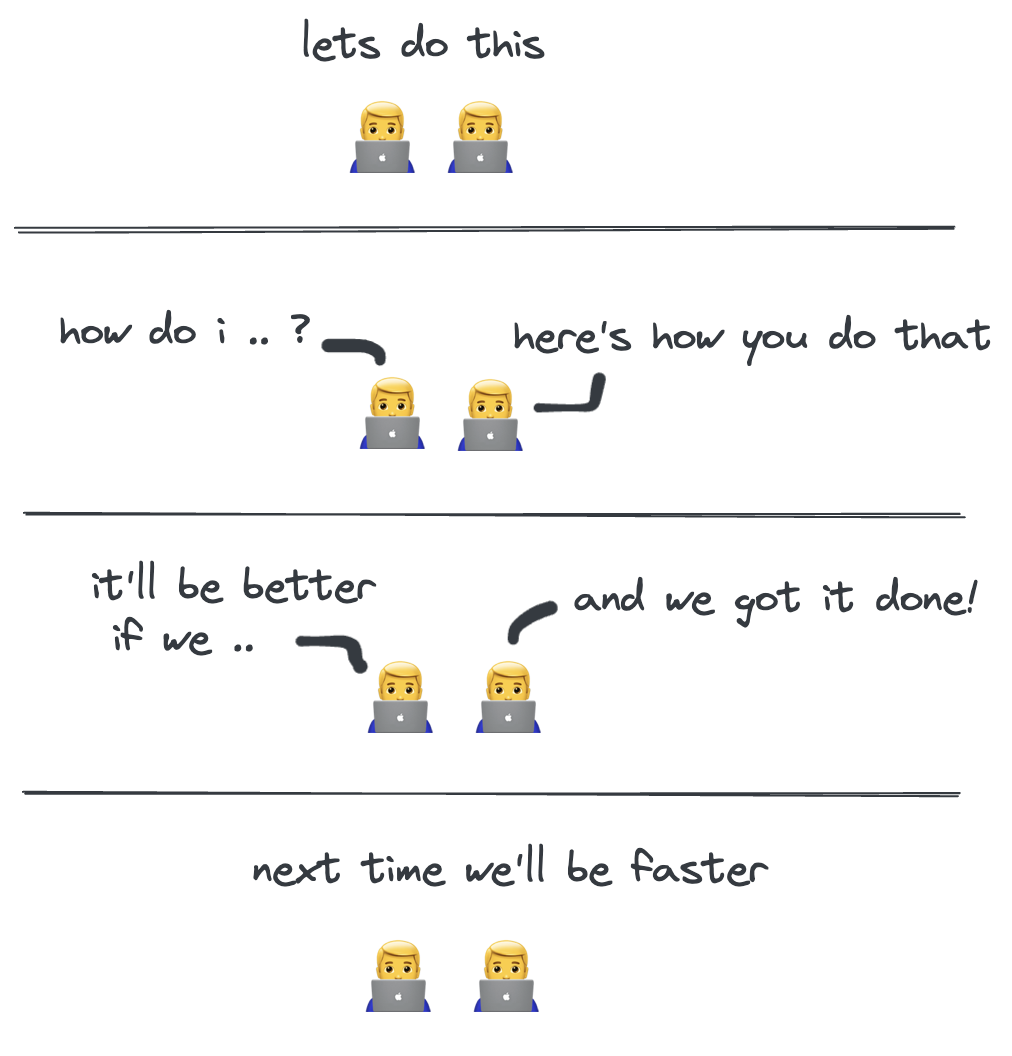 lets do this
how do i .. ?
here's how you do that
it'll be better
if we ..
and we got it done!
next time we'll be faster